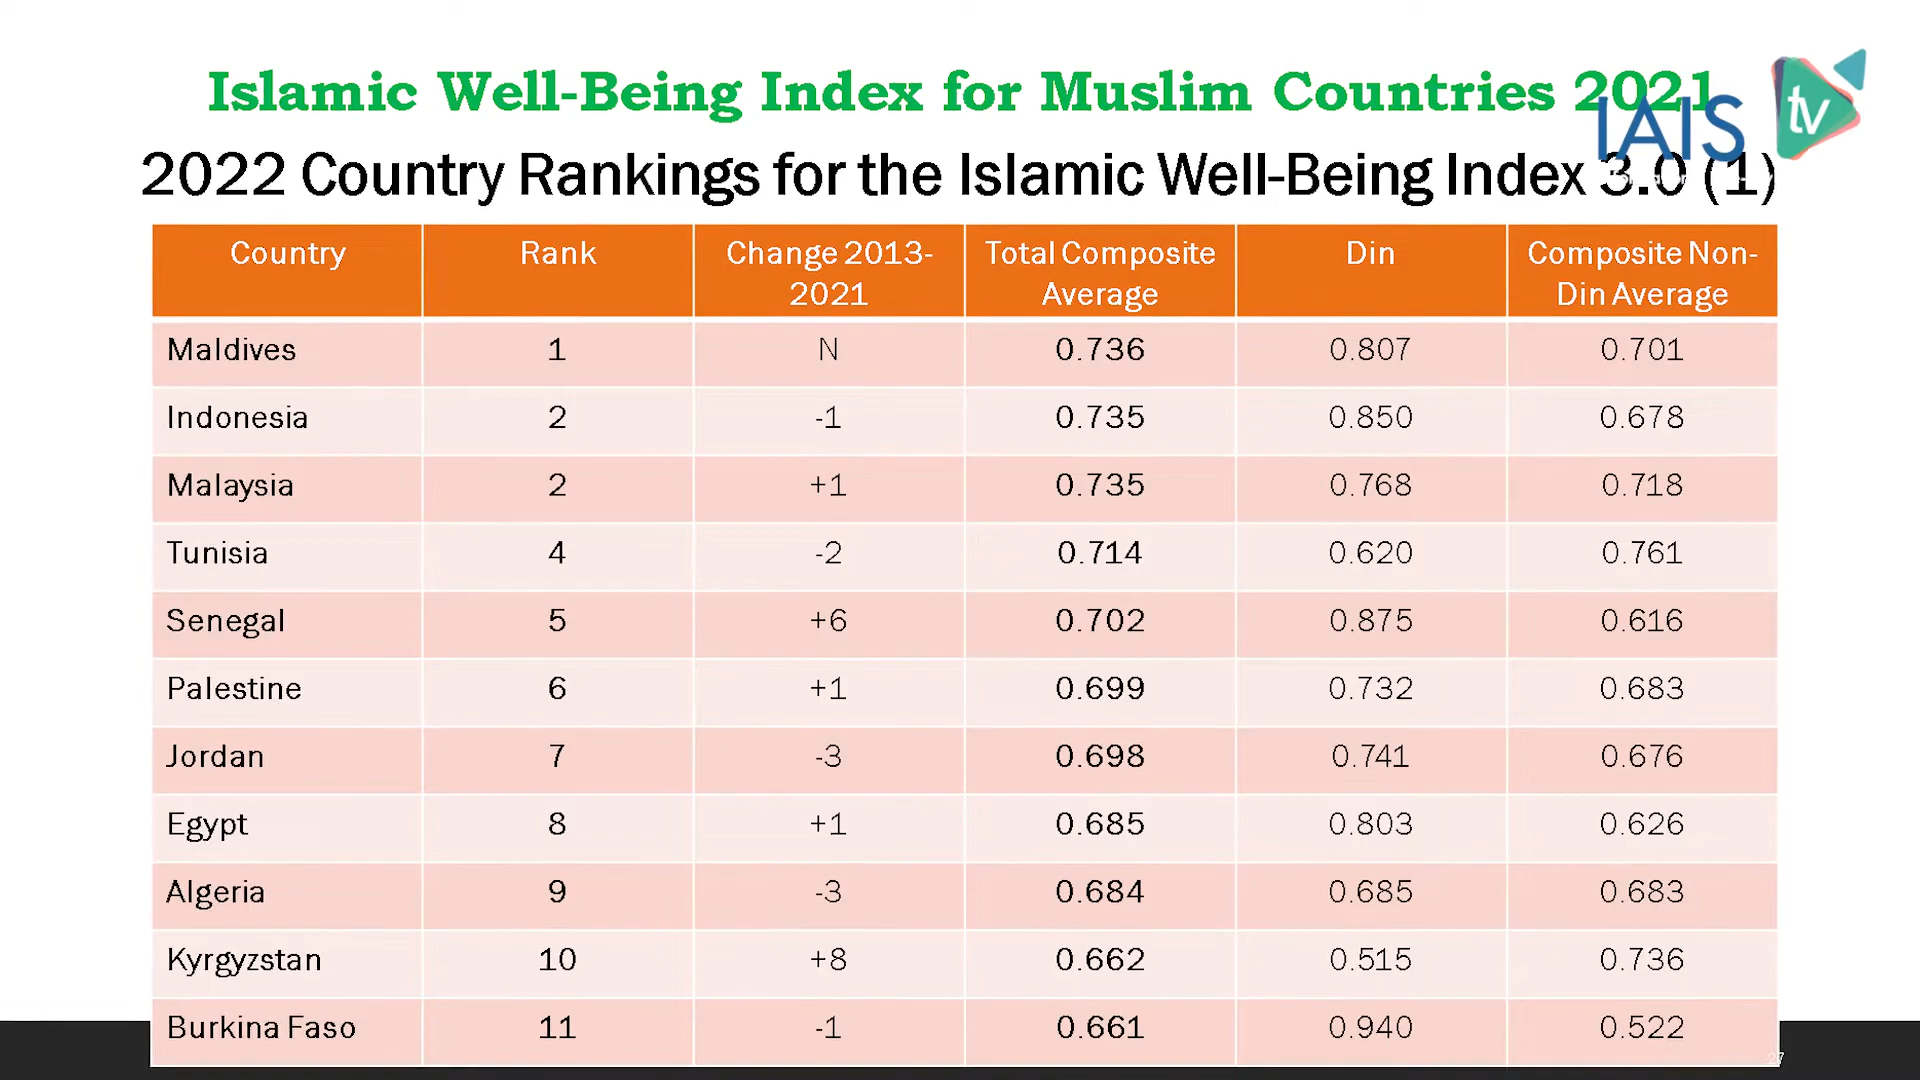 Islamic Well-Being Index for Muslim Countries 2021
IAIS tv
2022 Country Rankings for the Islamic Well-Being Index 3.0 (1)
Country Rank Change 2013- Total Composite Din Composite Non-
2021 Average Din Average
Maldives 1 N 0.736 0.807 0.701
Indonesia 2 -1 0.735 0.850 0.678
Malaysia 2 +1 0.735 0.768 0.718
Tunisia 4 -2 0.714 0.620 0.761
Senegal 5 +6 0.702 0.875 0.616
Palestine 6 +1 0.699 0.732 0.683
Jordan 7 -3 0.698 0.741 0.676
Egypt 8 +1 0.685 0.803 0.626
Algeria 9 -3 0.684 0.685 0.683
Kyrgyzstan 10 +8 0.662 0.515 0.736
Burkina Faso 11 -1 0.661 0.940 0.522
27